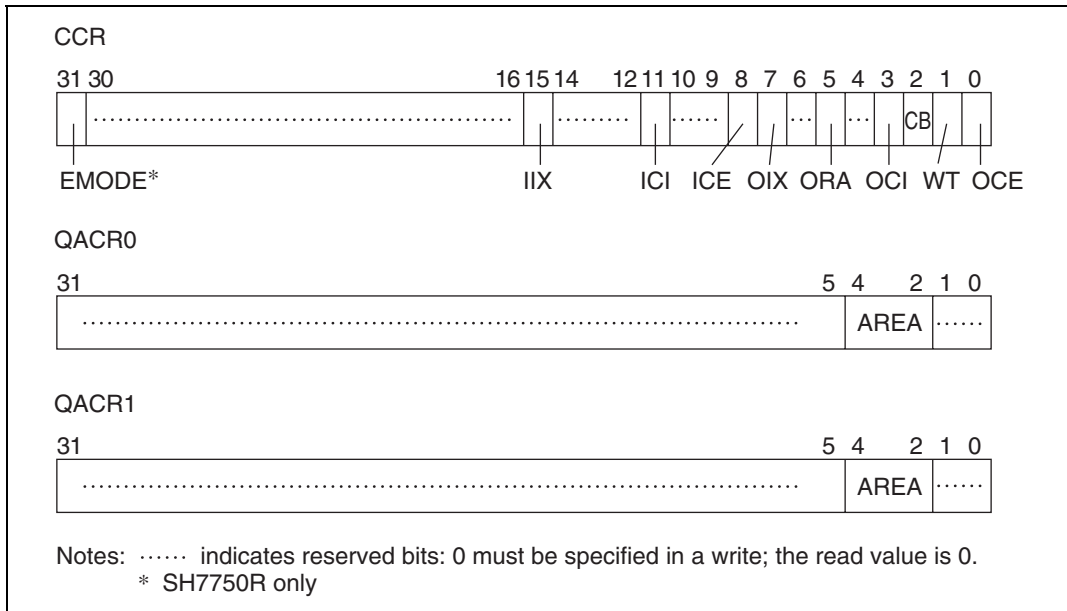 CCR
31 30 16 15 14 12 11 10 9 8 7 6 5 4 3 2 1 0
CB
EMODE* IIX ICI ICE OIX ORA OCI WT OCE
QACR0
31 5 4 2 1 0
AREA
QACR1
31 5 4 2 1 0
AREA
Notes: ······ indicates reserved bits: 0 must be specified in a write; the read value is 0.
* SH7750R only